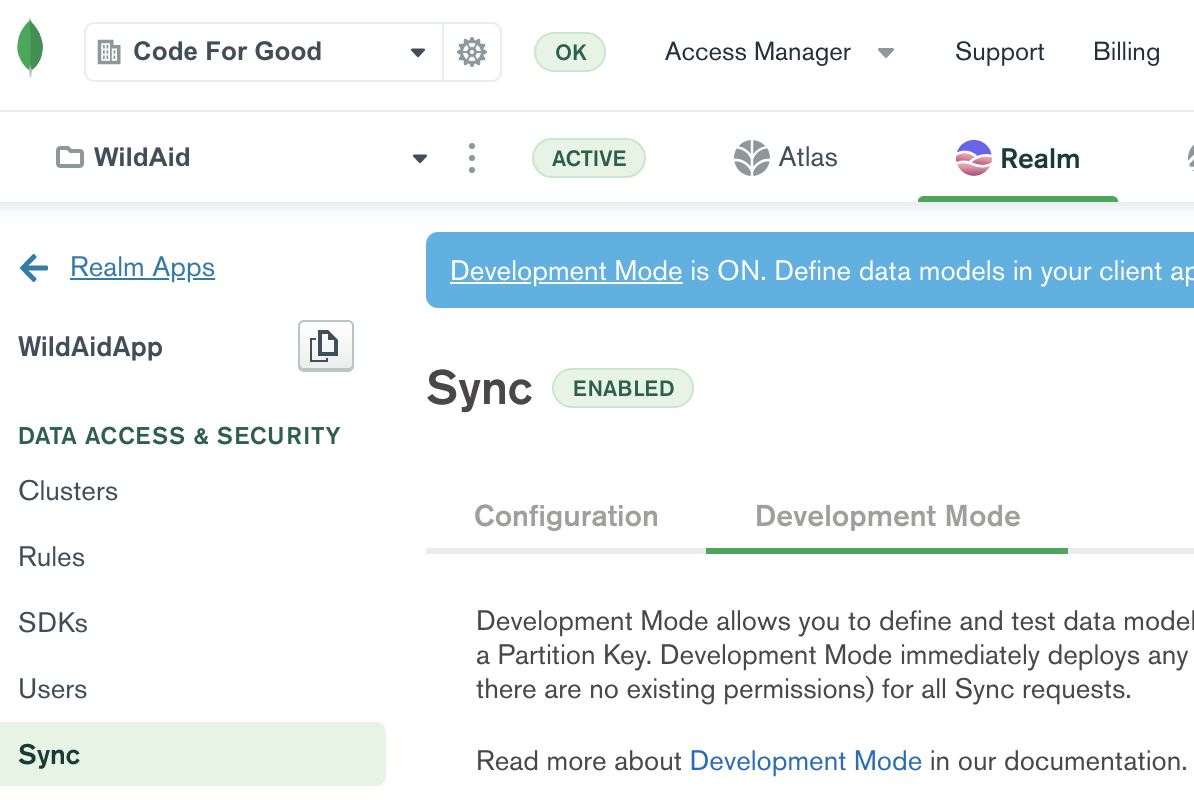 Code For Good
OK
Access Manager
Support
Billing
WildAid
ACTIVE
Atlas
Realm
Realm Apps
Development Mode is ON. Define data models in your client
WildAidApp
Sync
ENABLED
DATA ACCESS & SECURITY
Clusters
Rules
SDKs
Users
Sync
Configuration
Development Mode
Development Mode allows you to define and test data
a Partition Key. Development Mode immediately deploys any
there are no existing permissions) for all Sync requests.
Read more about Development Mode in our documentation.